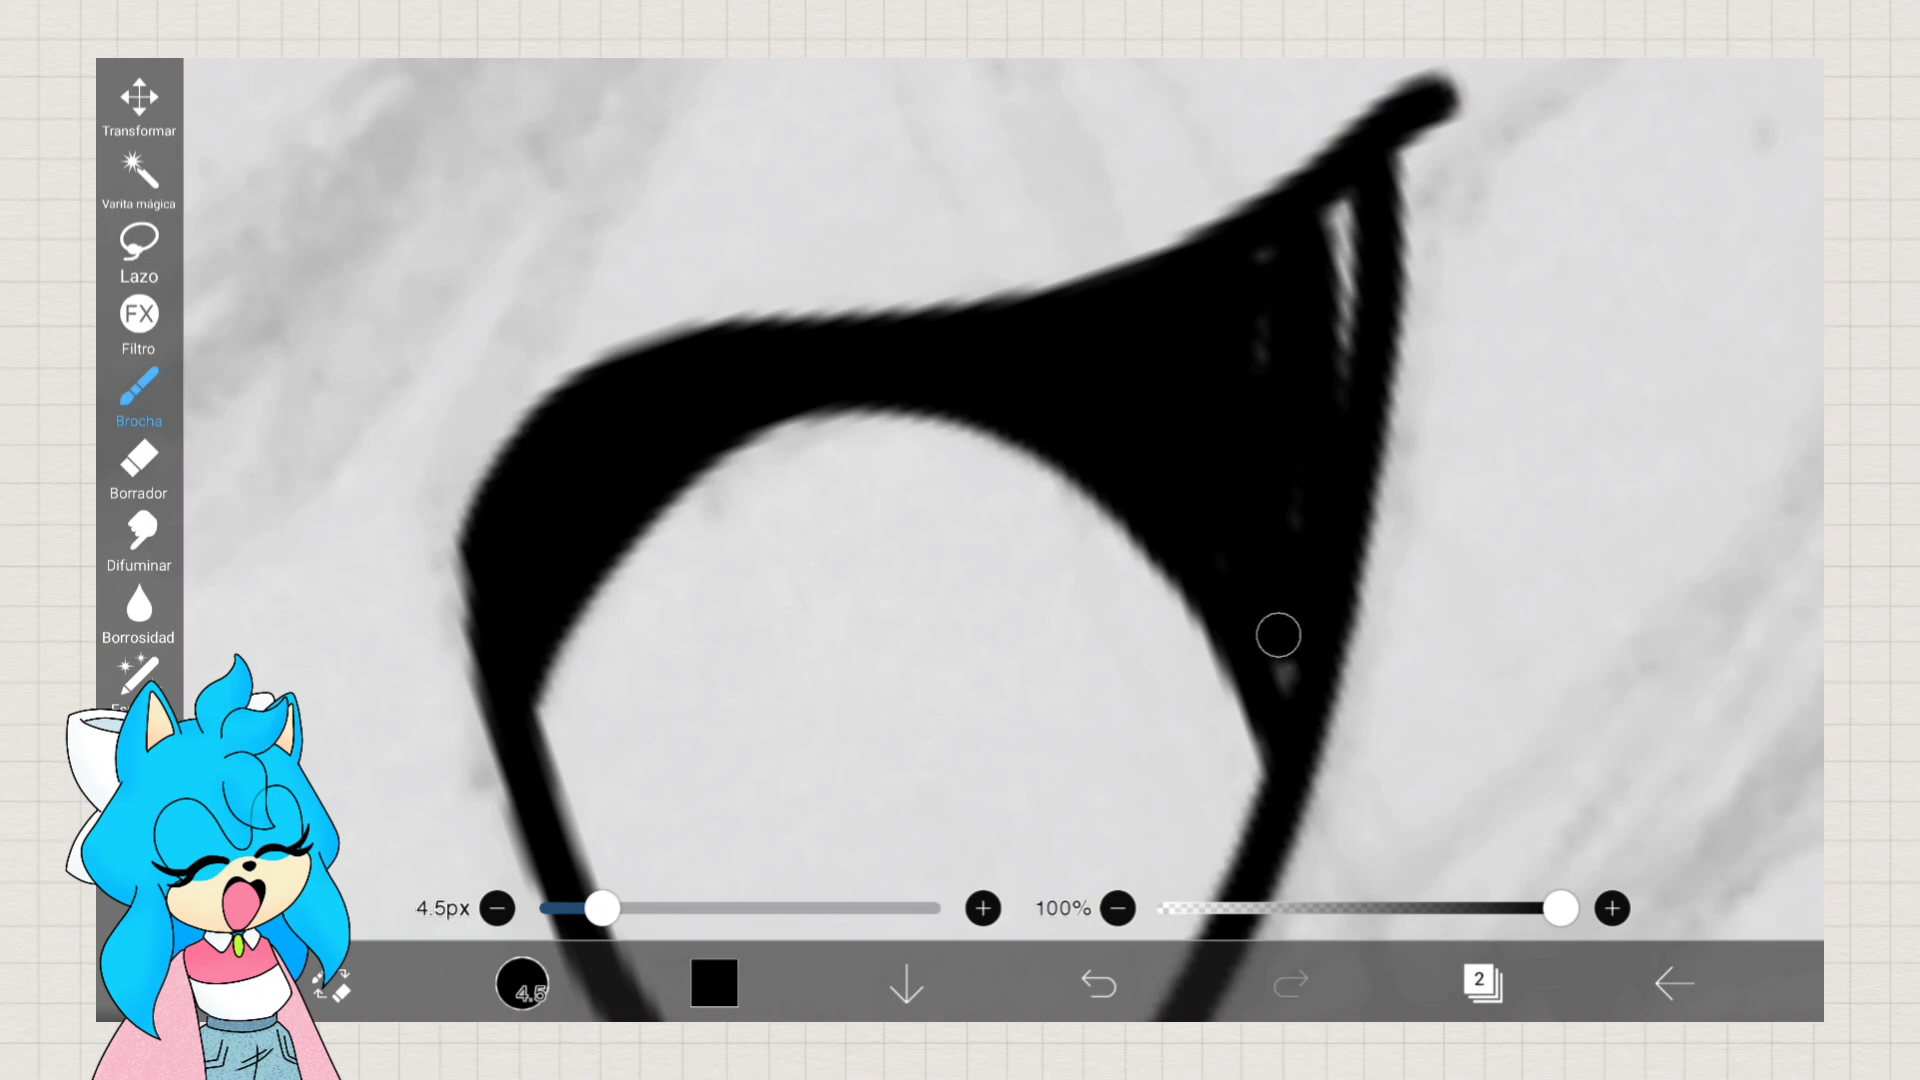 Transformar
Varita mágica
Lazo
FX
Filtro
Brocha
Borrador
Difuminar
Borrosidad
4.5px
100%
4.5
2